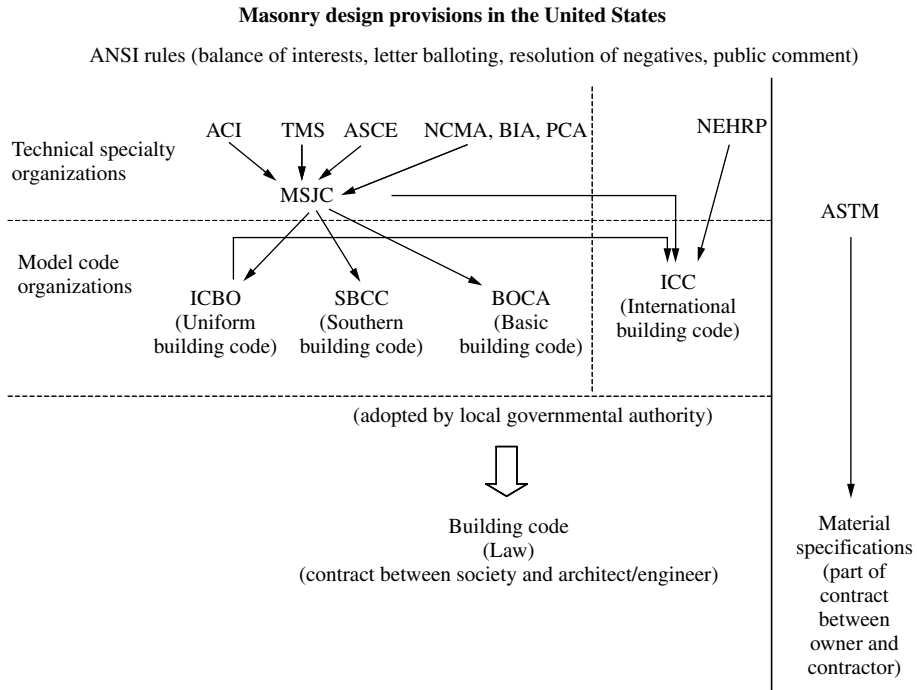 Masonry design provisions in the United States
ANSI rules (balance of interests, letter balloting, resolution of negatives, public comment)
Technical specialty
organizations
ACI
TMS
ASCE
NCMA, BIA, PCA
NEHRP
MSJC
ASTM
Model code
organizations
ICBO
(Uniform
building code)
SBCC
(Southern
building code)
BOCA
(Basic
building code)
ICC
(International
building code)
(adopted by local governmental authority)
Building code
(Law)
(contract between society and architect/engineer)
Material
specifications
(part of
contract
between
owner and
contractor)